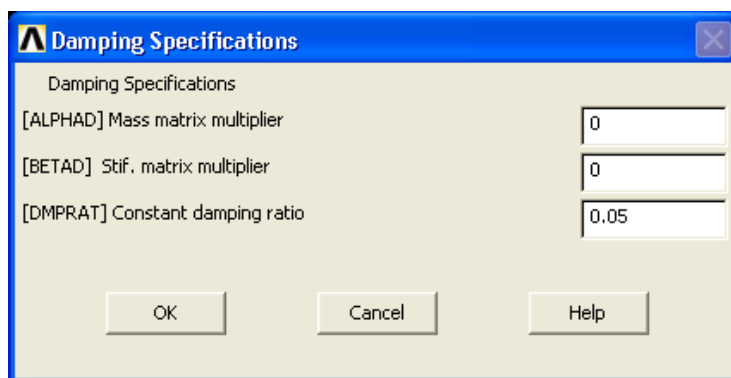 Damping Specifications
Damping Specifications
[ALPHAD] Mass matrix multiplier 0
[BETAD] Stif. matrix multiplier 0
[DMPRAT] Constant damping ratio 0.05
OK Cancel Help